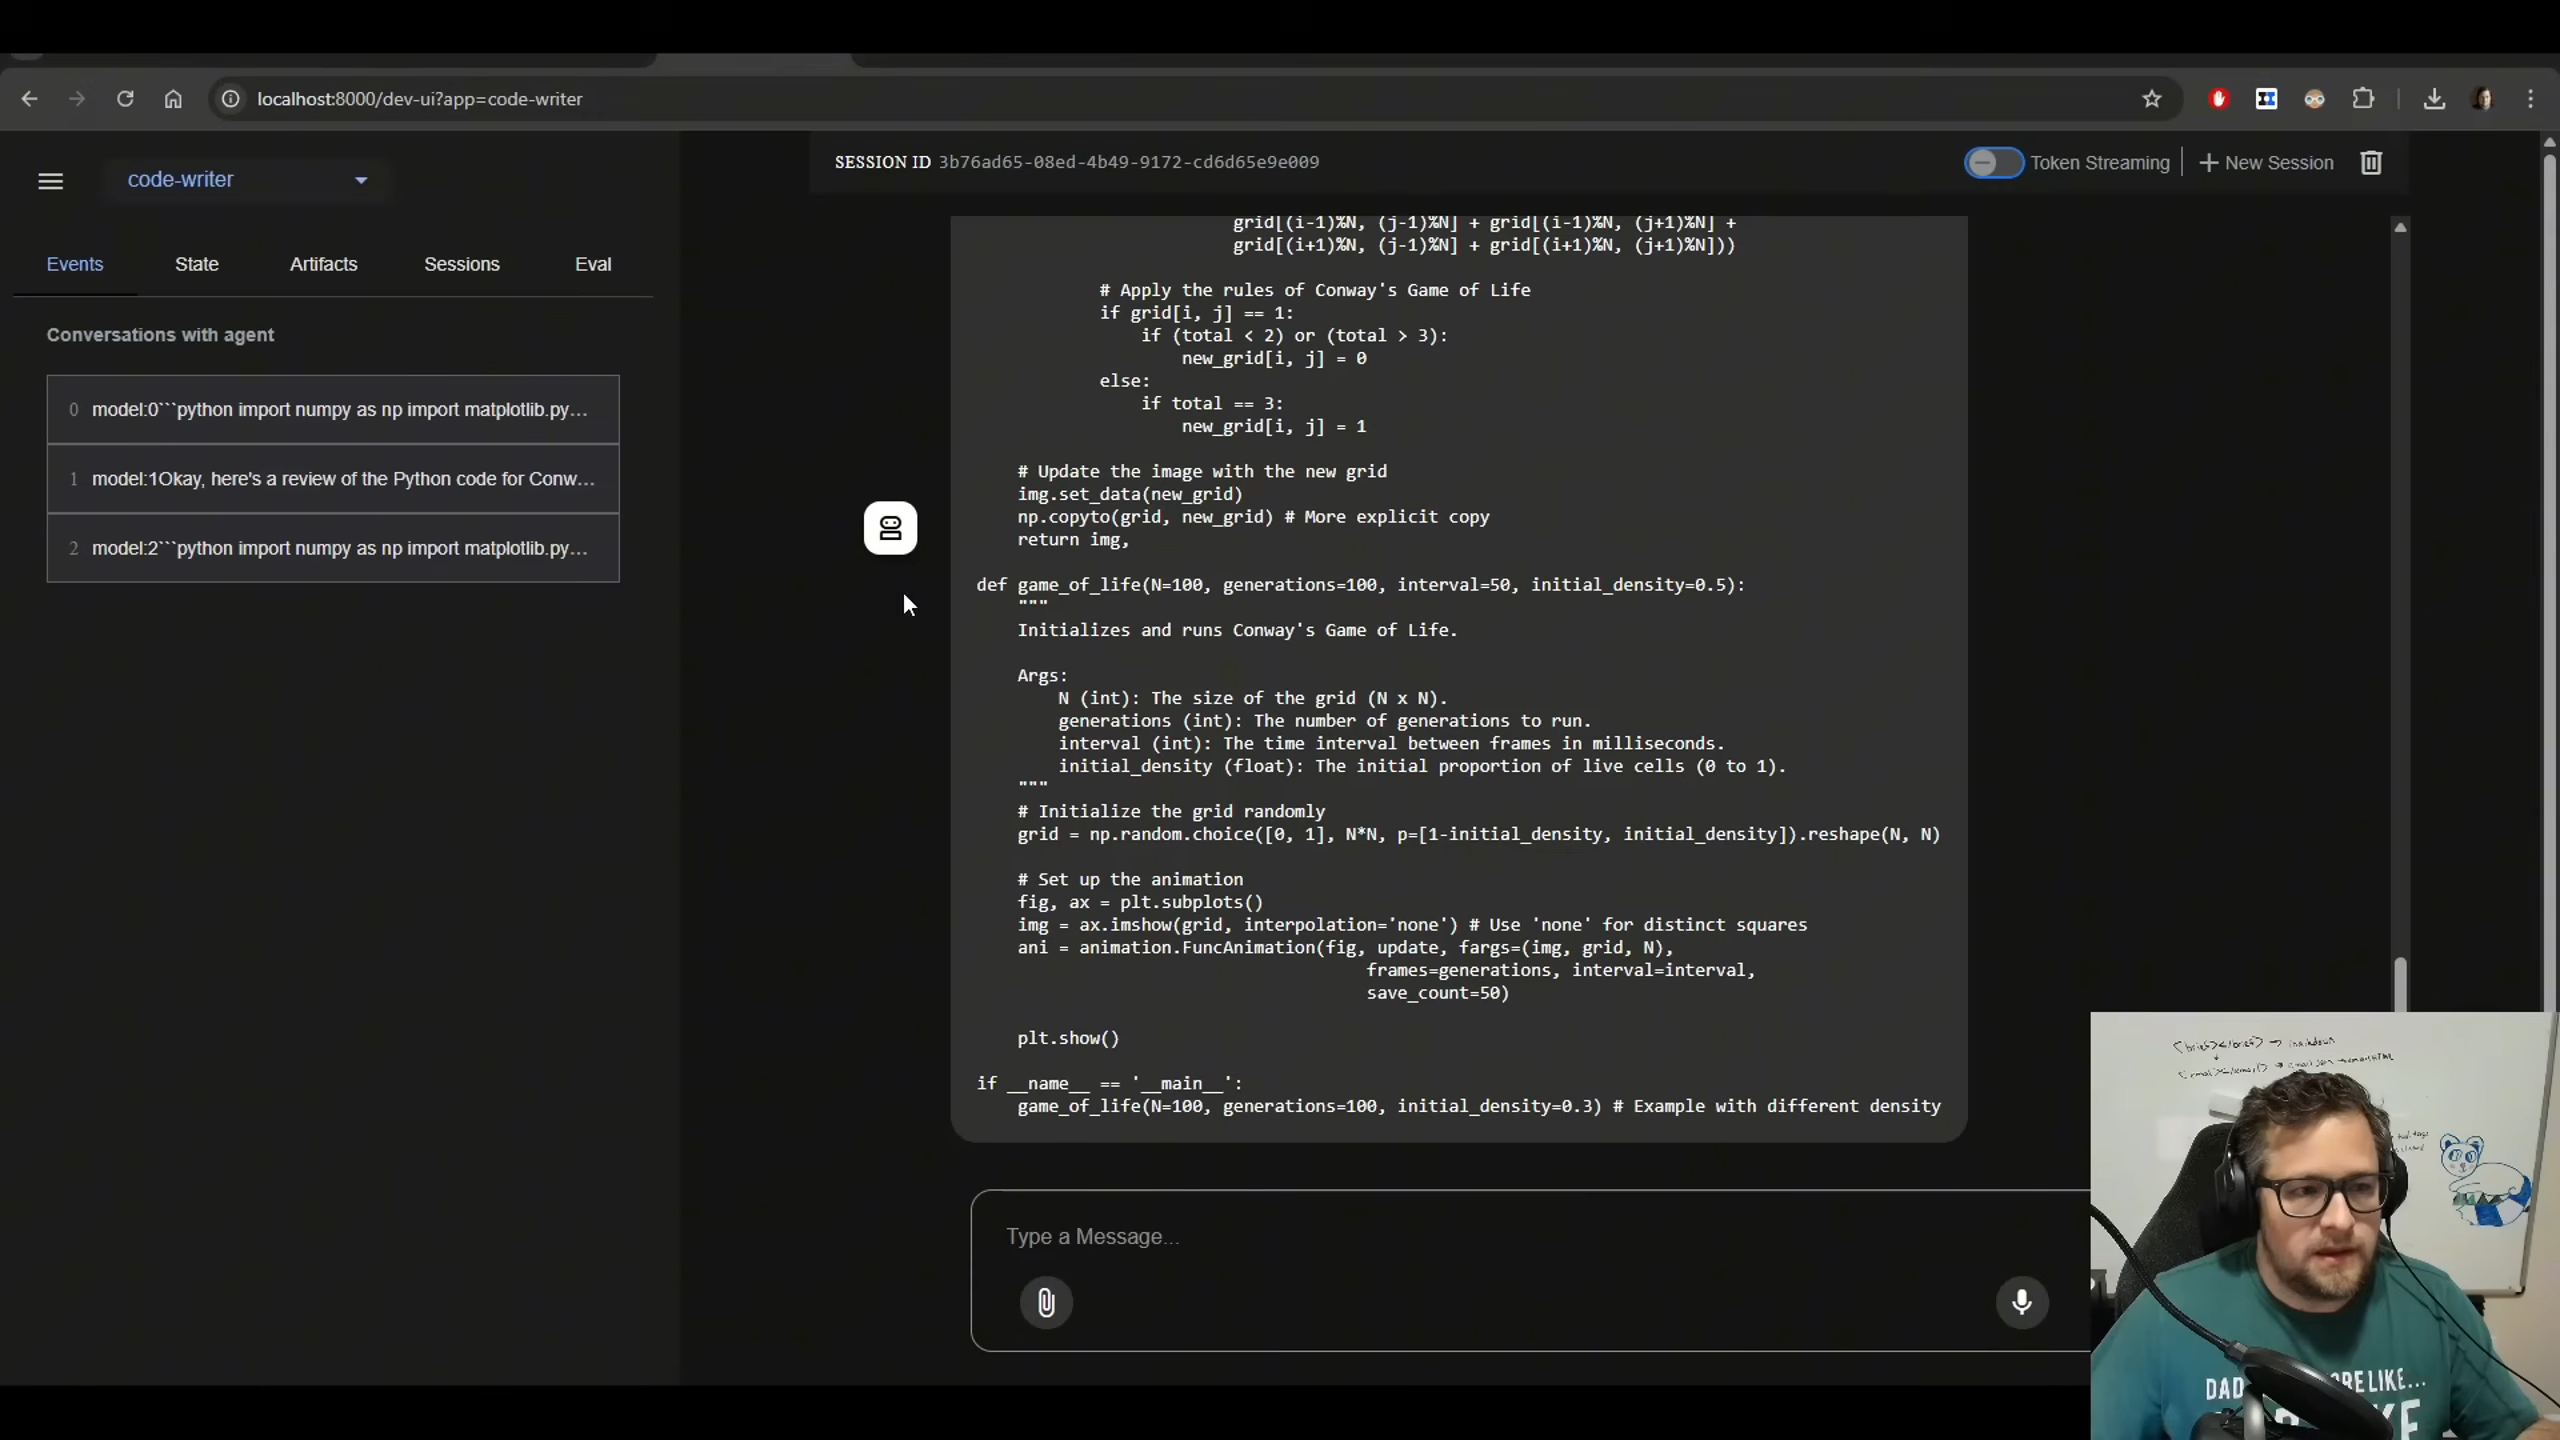 localhost:8000/dev-ui?app=code-writer
code-writer
SESSION ID 3b76ad65-08ed-4b49-9172-cd6d65e9e009
Token Streaming
New Session
Events
State
Artifacts
Sessions
Eval
Conversations with agent
0 model:0```python import numpy as np import matplotlib.py...
1 model:1Okay, here's a review of the Python code for Conw...
2 model:2```python import numpy as np import matplotlib.py...
grid[(i-1)%N, (j-1)%N] + grid[(i-1)%N, (j+1)%N] +
grid[(i+1)%N, (j-1)%N] + grid[(i+1)%N, (j+1)%N]))
# Apply the rules of Conway's Game of Life
if grid[i, j] == 1:
if (total < 2) or (total > 3):
new_grid[i, j] = 0
else:
if total == 3:
new_grid[i, j] = 1
# Update the image with the new grid
img.set_data(new_grid)
np.copyto(grid, new_grid) # More explicit copy
return img,
def game_of_life(N=100, generations=100, interval=50, initial_density=0.5):
"""
Initializes and runs Conway's Game of Life.
Args:
N (int): The size of the grid (N x N).
generations (int): The number of generations to run.
interval (int): The time interval between frames in milliseconds.
initial_density (float): The initial proportion of live cells (0 to 1).
"""
# Initialize the grid randomly
grid = np.random.choice([0, 1], N*N, p=[1-initial_density, initial_density]).reshape(N, N)
# Set up the animation
fig, ax = plt.subplots()
img = ax.imshow(grid, interpolation='none') # Use 'none' for distinct squares
ani = animation.FuncAnimation(fig, update, fargs=(img, grid, N),
frames=generations, interval=interval,
save_count=50)
plt.show()
if __name__ == '__main__':
game_of_life(N=100, generations=100, initial_density=0.3) # Example with different density
Type a Message...
<brief></brief> → markdown
DAD
LIKE...